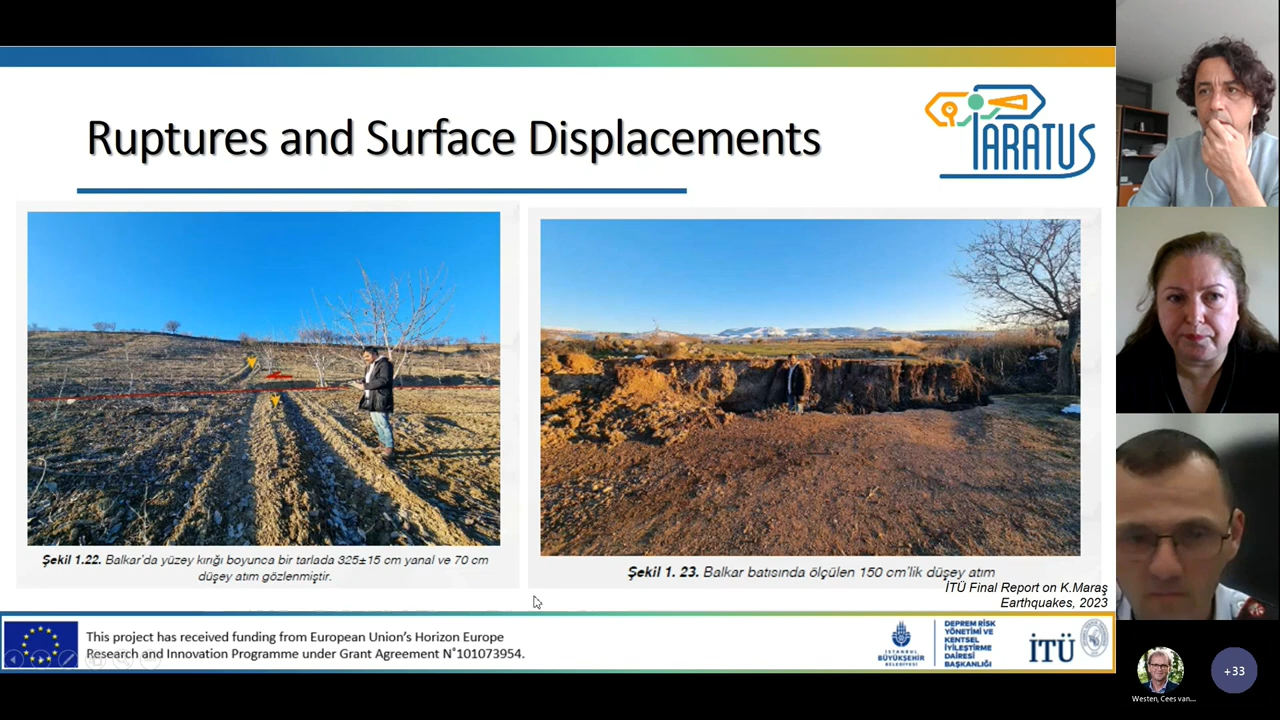 Ruptures and Surface Displacements
PARATUS
Şekil 1.22. Balkar'da yüzey kırığı boyunca bir tarlada 325±15 cm yanal ve 70 cm
düşey atım gözlenmiştir.
Şekil 1. 23. Balkar batısında ölçülen 150 cm'lik düşey atım
İTÜ Final Report on K.Maraş
Earthquakes, 2023
This project has received funding from European Union's Horizon Europe
Research and Innovation Programme under Grant Agreement N°101073954.
İSTANBUL
BÜYÜKŞEHİR
BELEDİYESİ
DEPREM RİSK
YÖNETİMİ VE
KENTSEL
İYİLEŞTİRME
DAİRESİ
BAŞKANLIĞI
İTÜ
Westen, Cees van...
+33